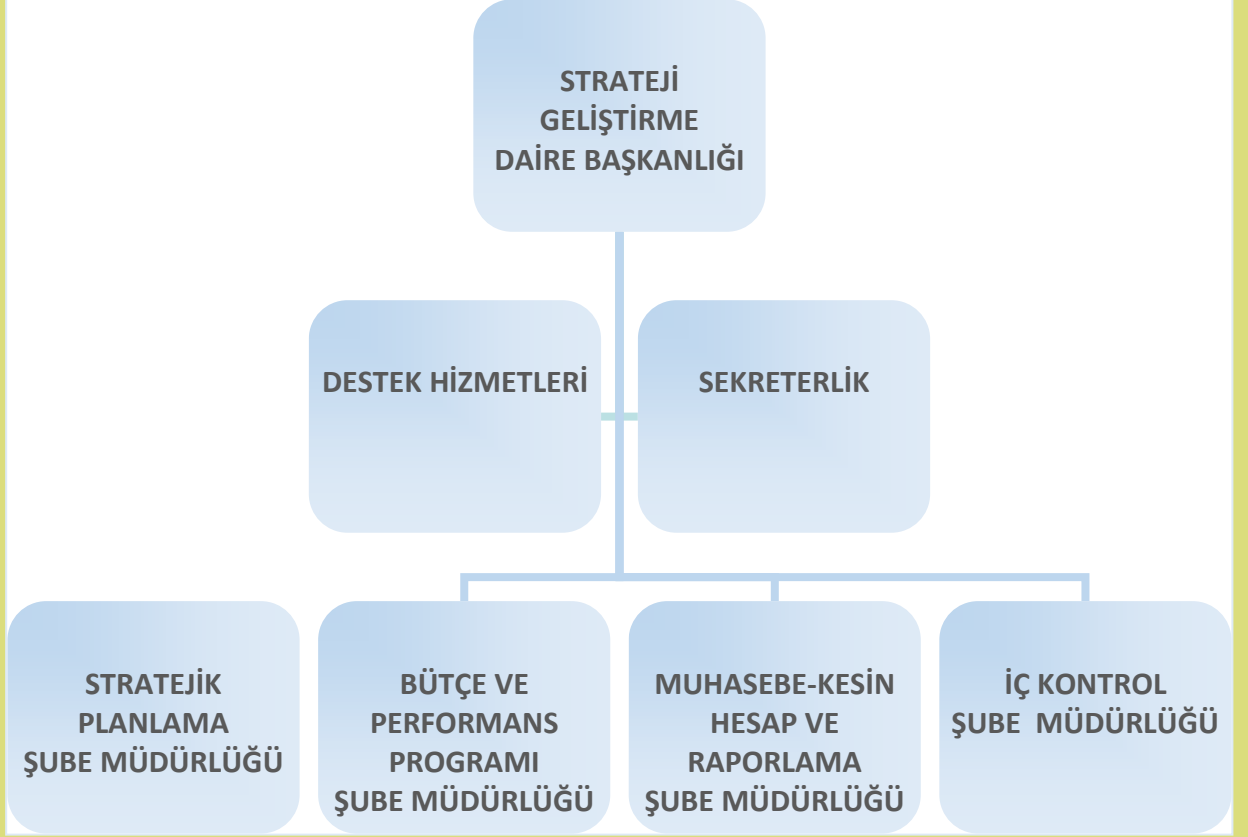 STRATEJİ
GELİŞTİRME
DAİRE BAŞKANLIĞI
DESTEK HİZMETLERİ
SEKRETERLİK
STRATEJİK
PLANLAMA
ŞUBE MÜDÜRLÜĞÜ
BÜTÇE VE
PERFORMANS
PROGRAMI
ŞUBE MÜDÜRLÜĞÜ
MUHASEBE-KESİN
HESAP VE
RAPORLAMA
ŞUBE MÜDÜRLÜĞÜ
İÇ KONTROL
ŞUBE  MÜDÜRLÜĞÜ